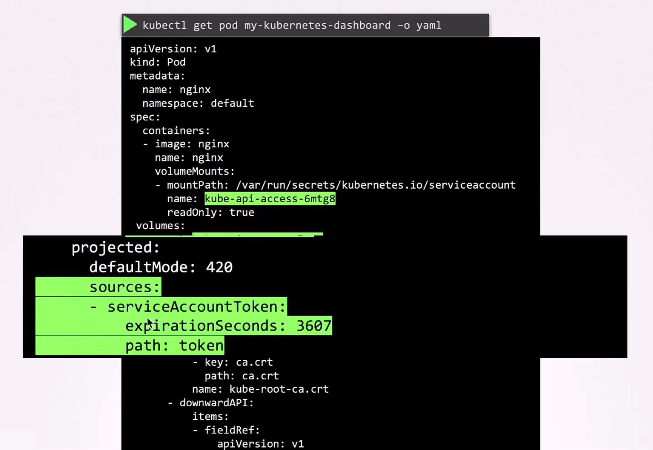 kubectl get pod my-kubernetes-dashboard –o yaml
apiVersion: v1
kind: Pod
metadata:
  name: nginx
  namespace: default
spec:
  containers:
  - image: nginx
    name: nginx
    volumeMounts:
    - mountPath: /var/run/secrets/kubernetes.io/serviceaccount
      name: kube-api-access-6mtg8
      readOnly: true
 volumes:
projected:
  defaultMode: 420
  sources:
  - serviceAccountToken:
      expirationSeconds: 3607
      path: token
- key: ca.crt
  path: ca.crt
name: kube-root-ca.crt
- downwardAPI:
    items:
    - fieldRef:
        apiVersion: v1